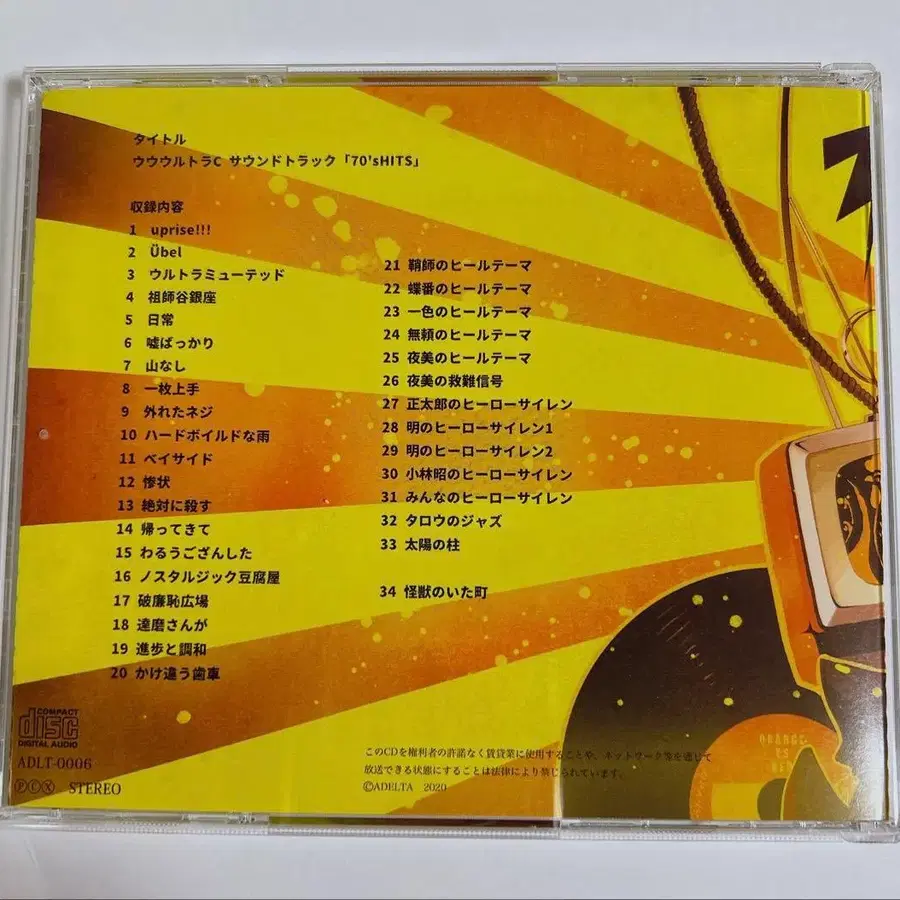 タイトル
ウウウルトラC サウンドトラック「70'sHITS」
収録内容
1 uprise!!!
2 Übel
3 ウルトラミューテッド
4 祖師谷銀座
5 日常
6 嘘ばっかり
7 山なし
8 一枚上手
9 外れたネジ
10 ハードボイルドな雨
11 ベイサイド
12 惨状
13 絶対に殺す
14 帰ってきて
15 わるうござんした
16 ノスタルジック豆腐屋
17 破廉恥広場
18 達磨さんが
19 進歩と調和
20 かけ違う歯車
21 鞘師のヒールテーマ
22 蝶番のヒールテーマ
23 一色のヒールテーマ
24 無頼のヒールテーマ
25 夜美のヒールテーマ
26 夜美の救難信号
27 正太郎のヒーローサイレン
28 明のヒーローサイレン1
29 明のヒーローサイレン2
30 小林昭のヒーローサイレン
31 みんなのヒーローサイレン
32 タロウのジャズ
33 太陽の柱
34 怪獣のいた町
COMPACT
disc
DIGITAL AUDIO
ADLT-0006
ⓅⒸⓍ STEREO
このCDを権利者の許諾なく賃貸業に使用することや、ネットワーク等を通じて
放送できる状態にすることは法律により禁じられています。
ⒸADELTA 2020